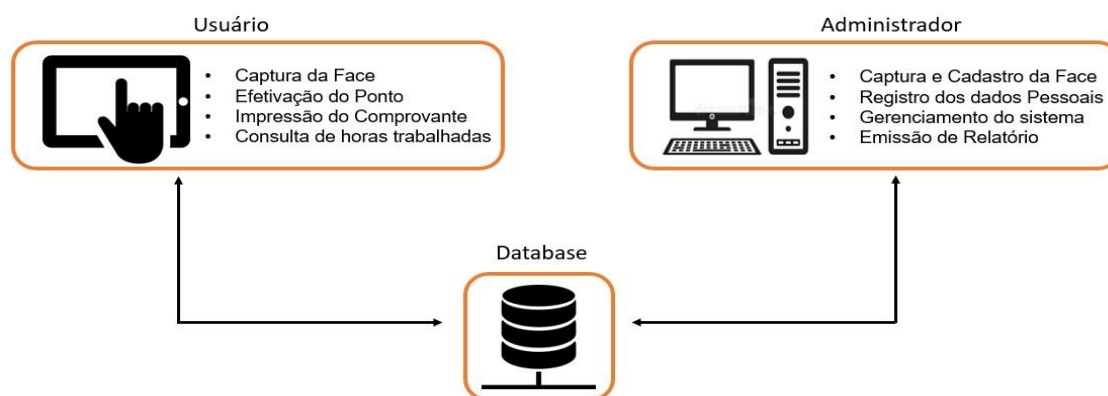 Usuário
• Captura da Face
• Efetivação do Ponto
• Impressão do Comprovante
• Consulta de horas trabalhadas
Administrador
• Captura e Cadastro da Face
• Registro dos dados Pessoais
• Gerenciamento do sistema
• Emissão de Relatório
Database